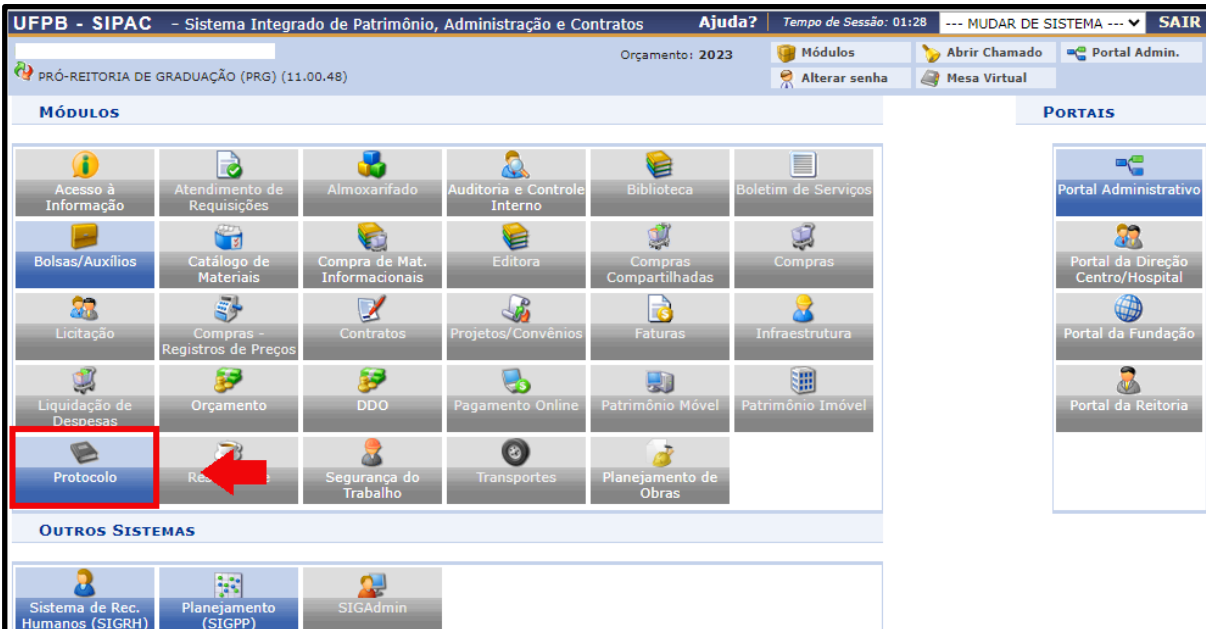 UFPB - SIPAC - Sistema Integrado de Patrimônio, Administração e Contratos Ajuda? Tempo de Sessão: 01:28 --- MUDAR DE SISTEMA --- SAIR
Orçamento: 2023 Módulos Abrir Chamado Portal Admin.
PRÓ-REITORIA DE GRADUAÇÃO (PRG) (11.00.48) Alterar senha Mesa Virtual
MÓDULOS
Acesso à Informação
Atendimento de Requisições
Almoxarifado
Auditoria e Controle Interno
Biblioteca
Boletim de Serviços
Bolsas/Auxílios
Catálogo de Materiais
Compra de Mat. Informacionais
Editora
Compras Compartilhadas
Compras
Licitação
Compras - Registros de Preços
Contratos
Projetos/Convênios
Faturas
Infraestrutura
Liquidação de Despesas
Orçamento
DDO
Pagamento Online
Patrimônio Móvel
Patrimônio Imóvel
Protocolo
Segurança do Trabalho
Transportes
Planejamento de Obras
PORTAIS
Portal Administrativo
Portal da Direção Centro/Hospital
Portal da Fundação
Portal da Reitoria
OUTROS SISTEMAS
Sistema de Rec. Humanos (SIGRH)
Planejamento (SIGPP)
SIGAdmin